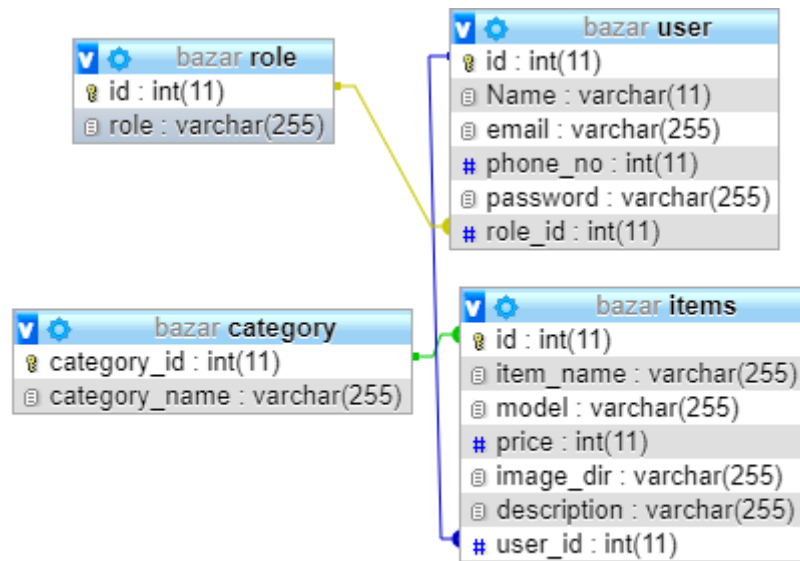 bazar role
id : int(11)
role : varchar(255)
bazar user
id : int(11)
Name : varchar(11)
email : varchar(255)
phone_no : int(11)
password : varchar(255)
role_id : int(11)
bazar category
category_id : int(11)
category_name : varchar(255)
bazar items
id : int(11)
item_name : varchar(255)
model : varchar(255)
price : int(11)
image_dir : varchar(255)
description : varchar(255)
user_id : int(11)